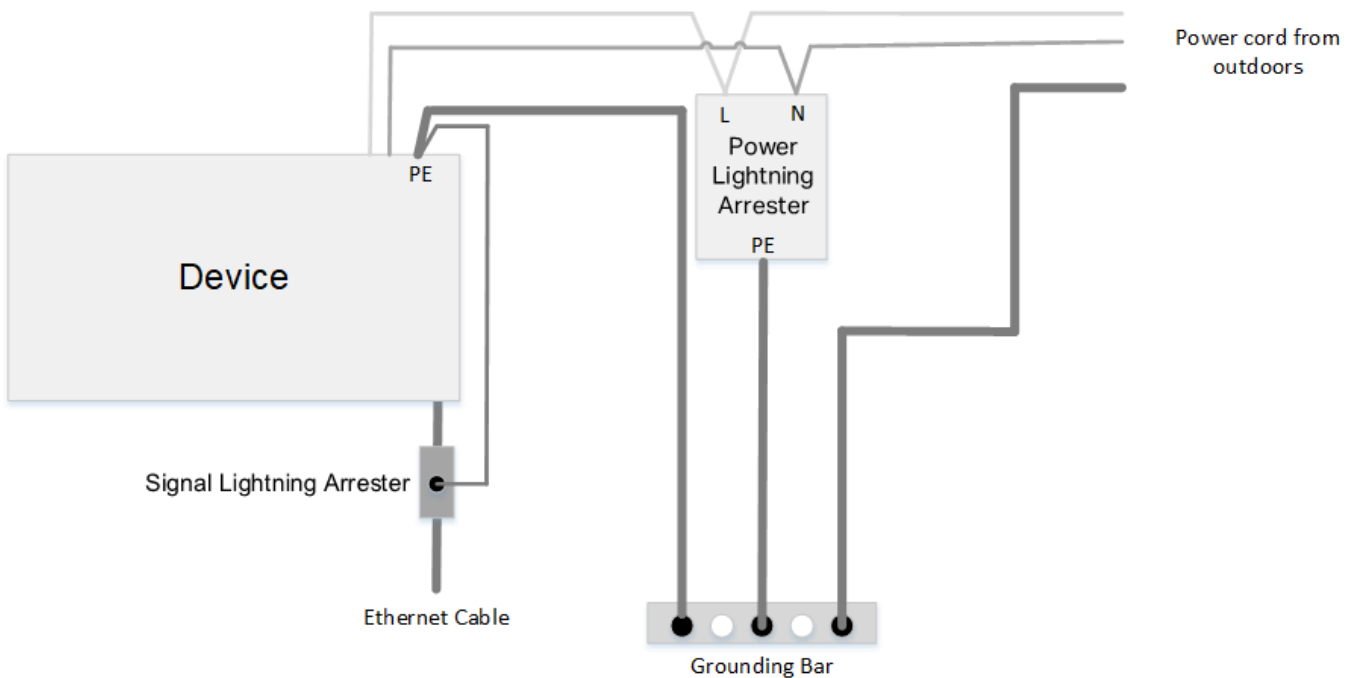 Power cord from
outdoors
L
N
Power
Lightning
Arrester
PE
PE
Device
Signal Lightning Arrester
Ethernet Cable
Grounding Bar